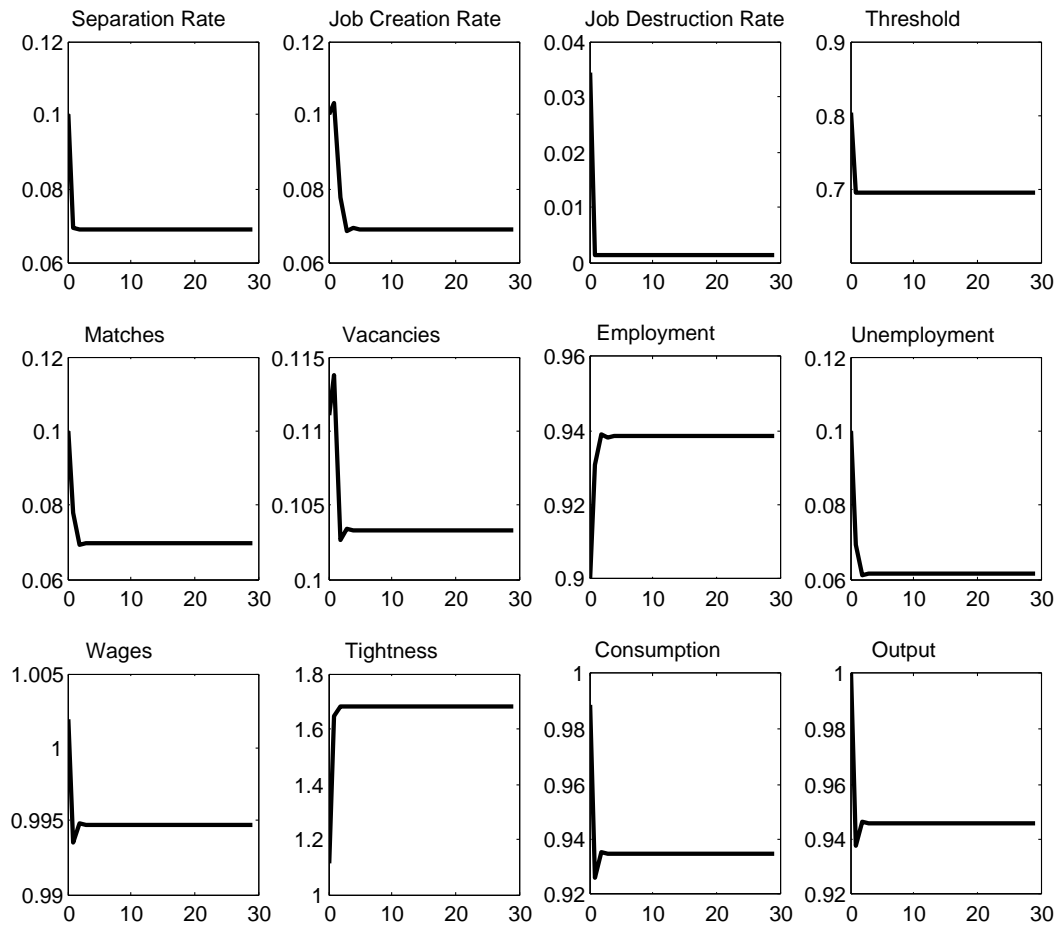 Separation Rate
Job Creation Rate
Job Destruction Rate
Threshold
0.12
0.1
0.08
0.06
0 10 20 30
0.12
0.1
0.08
0.06
0 10 20 30
0.04
0.03
0.02
0.01
0
0 10 20 30
0.9
0.8
0.7
0 10 20 30
Matches
Vacancies
Employment
Unemployment
0.12
0.1
0.08
0.06
0 10 20 30
0.115
0.11
0.105
0.1
0 10 20 30
0.96
0.94
0.92
0.9
0 10 20 30
0.12
0.1
0.08
0.06
0 10 20 30
Wages
Tightness
Consumption
Output
1.005
1
0.995
0.99
0 10 20 30
1.8
1.6
1.4
1.2
1
0 10 20 30
1
0.98
0.96
0.94
0.92
0 10 20 30
1
0.98
0.96
0.94
0.92
0 10 20 30